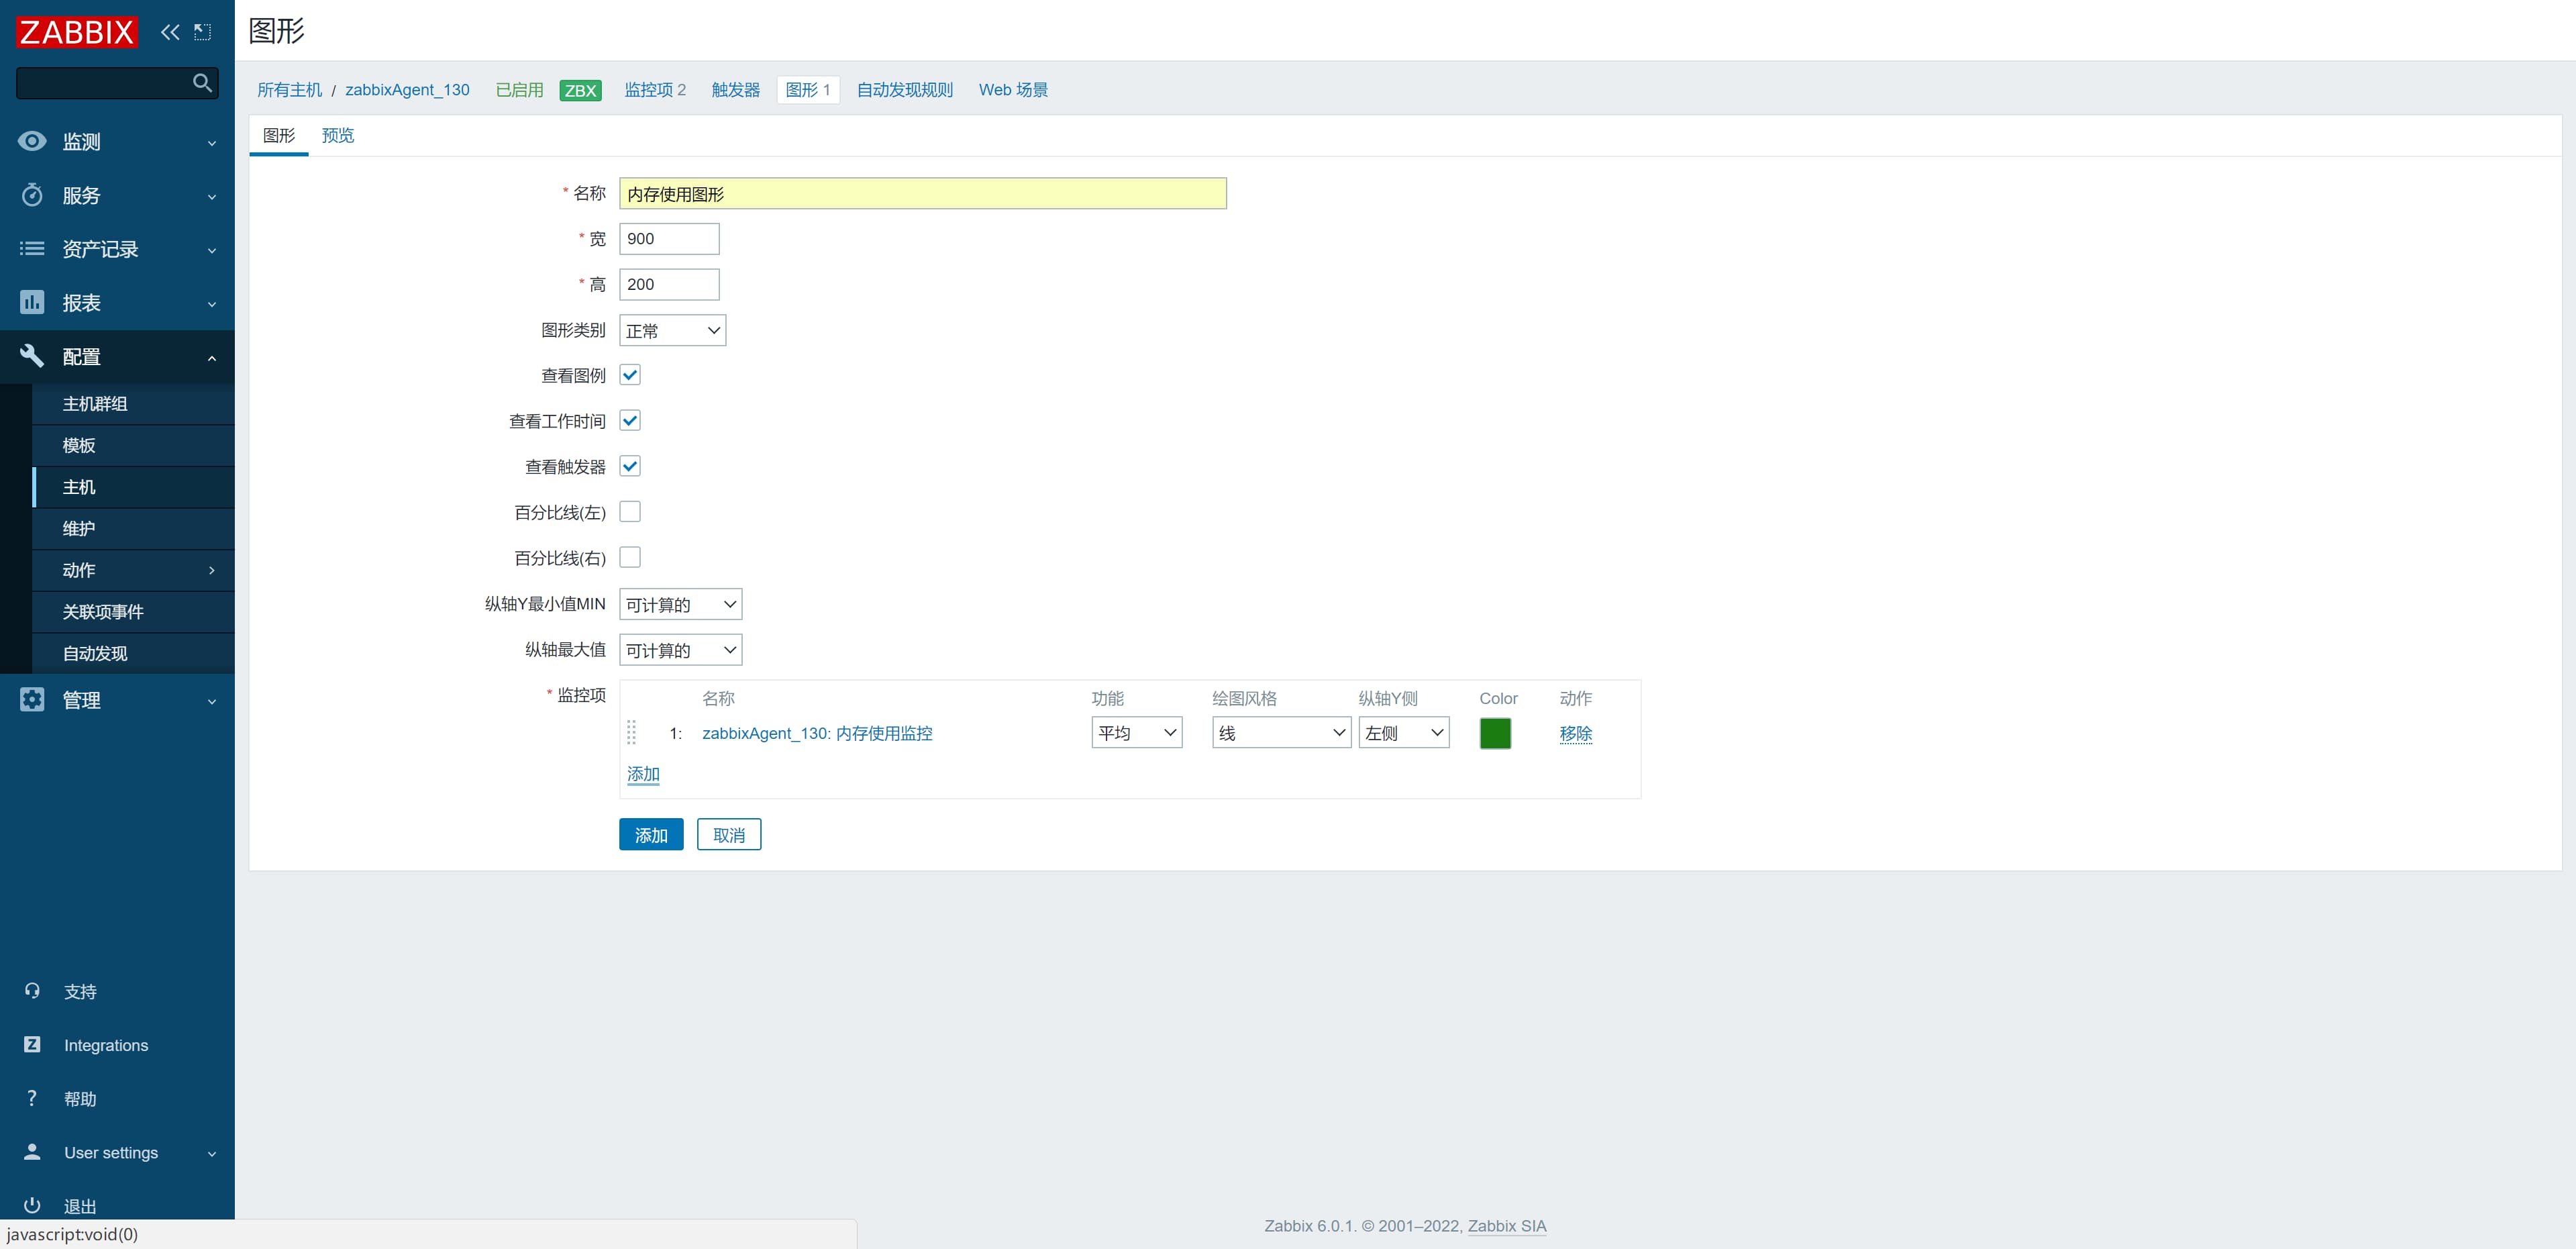 ZABBIX
监测
服务
资产记录
报表
配置
主机群组
模板
主机
维护
动作
关联项事件
自动发现
管理
支持
Integrations
帮助
User settings
退出
javascript:void(0)
图形
所有主机 / zabbixAgent_130 已启用 ZBX 监控项 2 触发器 图形 1 自动发现规则 Web 场景
图形 预览
* 名称 内存使用图形
* 宽 900
* 高 200
图形类别 正常
查看图例
查看工作时间
查看触发器
百分比线(左)
百分比线(右)
纵轴Y最小值MIN 可计算的
纵轴最大值 可计算的
* 监控项 名称 功能 绘图风格 纵轴Y侧 Color 动作
1: zabbixAgent_130: 内存使用监控 平均 线 左侧 移除
添加
添加 取消
Zabbix 6.0.1. © 2001–2022, Zabbix SIA